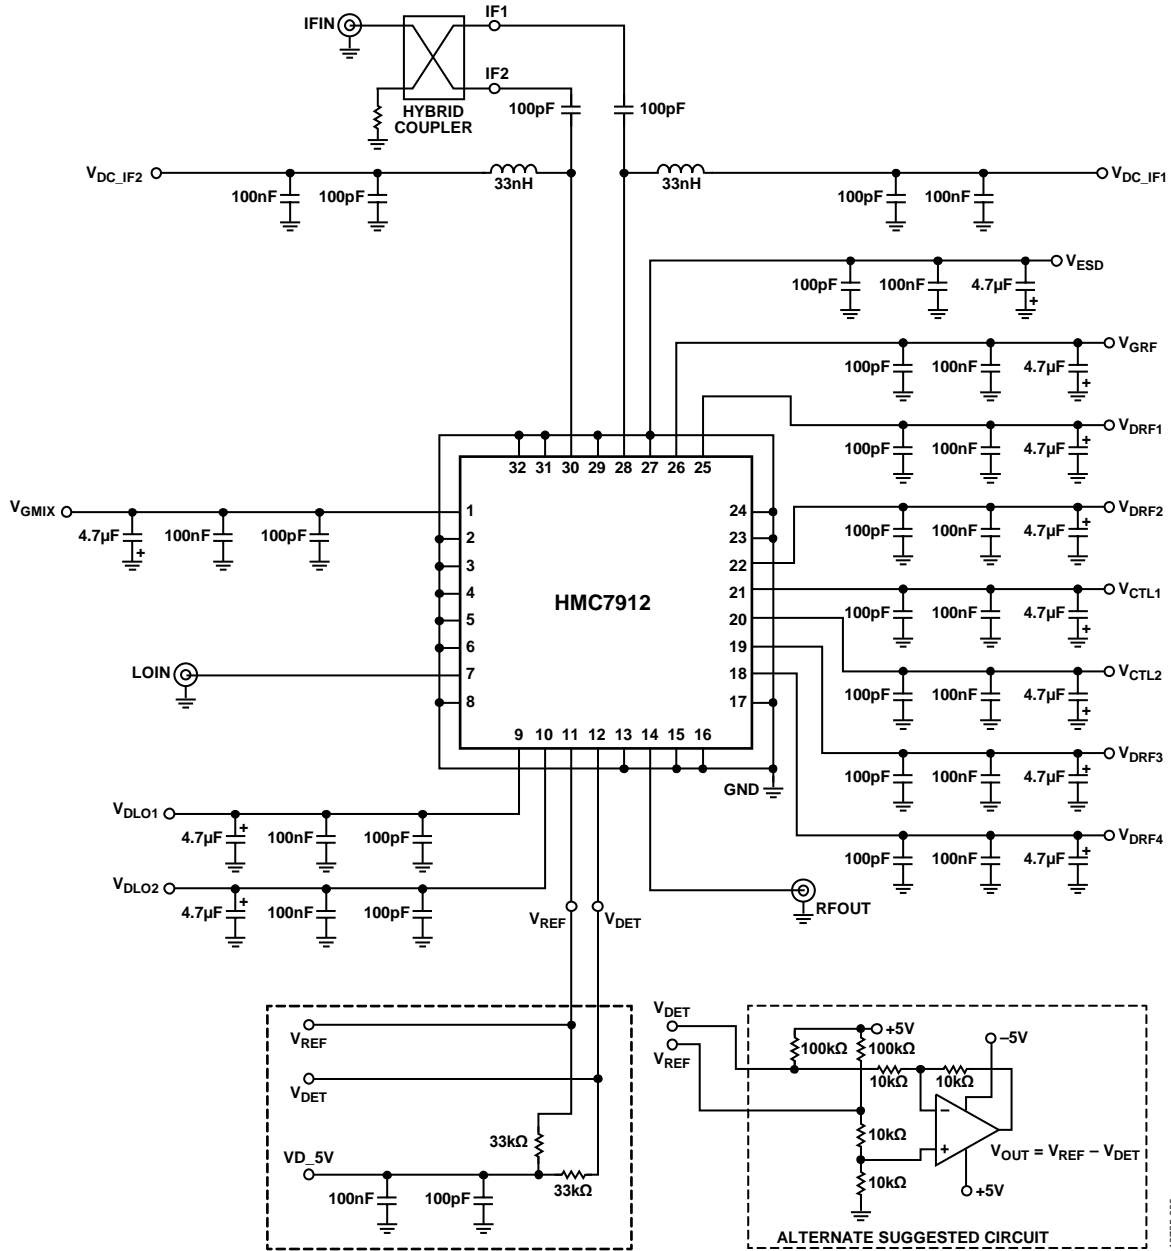 IFIN
IF1
IF2
HYBRID
COUPLER
100pF
100pF
VDC_IF2
100nF
100pF
33nH
33nH
100pF
100nF
VDC_IF1
100pF
100nF
4.7µF
+
VESD
100pF
100nF
4.7µF
+
VGRF
100pF
100nF
4.7µF
+
VDRF1
100pF
100nF
4.7µF
+
VDRF2
100pF
100nF
4.7µF
+
VCTL1
100pF
100nF
4.7µF
+
VCTL2
100pF
100nF
4.7µF
+
VDRF3
100pF
100nF
4.7µF
+
VDRF4
32 31 30 29 28 27 26 25
VGMIX
4.7µF
+
100nF
100pF
1
2
3
4
5
6
7
8
LOIN
HMC7912
24
23
22
21
20
19
18
17
9 10 11 12 13 14 15 16
GND
VDLO1
4.7µF
+
100nF
100pF
VDLO2
4.7µF
+
100nF
100pF
VREF
VDET
RFOUT
VREF
VDET
33kΩ
VD_5V
33kΩ
100nF
100pF
VDET
VREF
+5V
–5V
100kΩ
100kΩ
10kΩ
10kΩ
–
+
10kΩ
10kΩ
VOUT = VREF – VDET
+5V
ALTERNATE SUGGESTED CIRCUIT